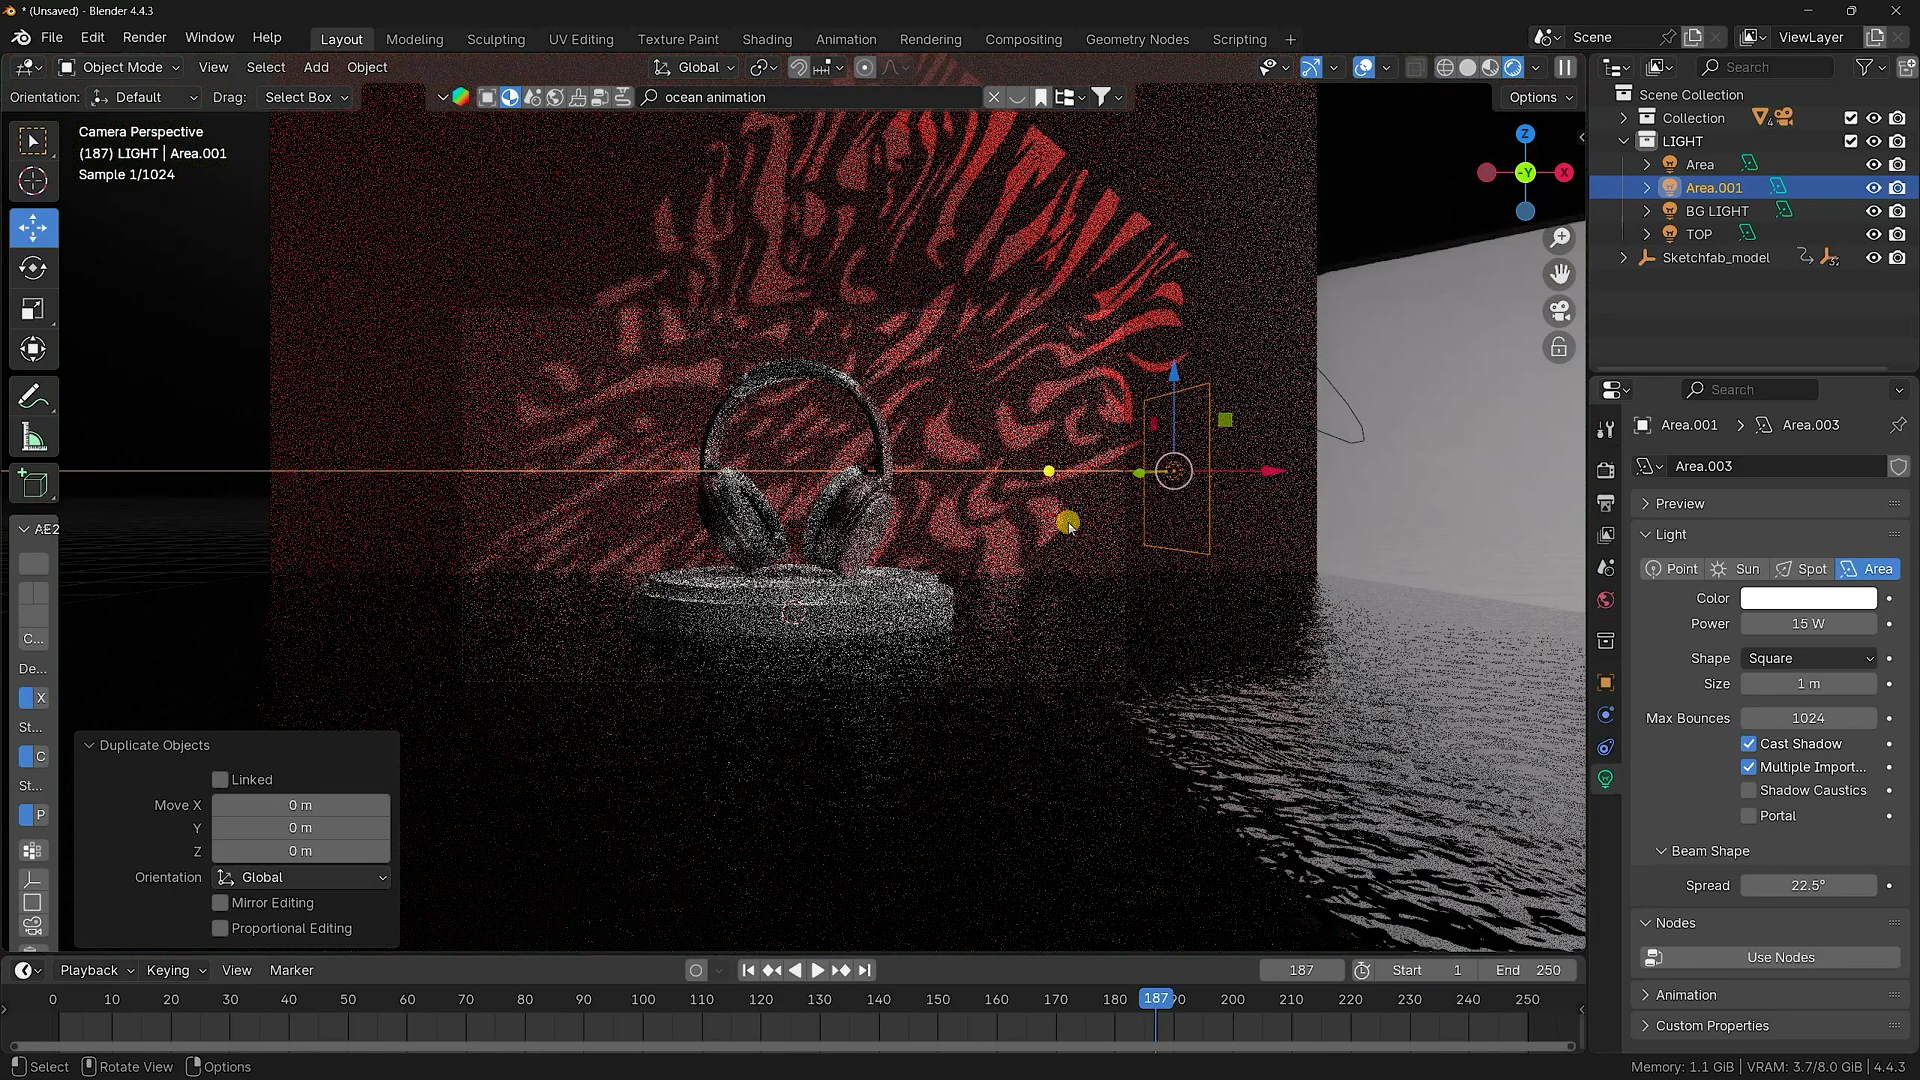 * (Unsaved) - Blender 4.4.3
File Edit Render Window Help
Layout Modeling Sculpting UV Editing Texture Paint Shading Animation Rendering Compositing Geometry Nodes Scripting +
Scene
ViewLayer
Object Mode View Select Add Object
Global
Search
Orientation: Default Drag: Select Box
ocean animation
Options
Camera Perspective
(187) LIGHT | Area.001
Sample 1/1024
Z
-Y
X
Scene Collection
Collection 4
LIGHT
Area
Area.001
BG LIGHT
TOP
Sketchfab_model
Search
Area.001 > Area.003
Area.003
Preview
Light
Point Sun Spot Area
Color
Power 15 W
Shape Square
Size 1 m
Max Bounces 1024
Cast Shadow
Multiple Import...
Shadow Caustics
Portal
Beam Shape
Spread 22.5°
Nodes
Use Nodes
Animation
Custom Properties
AE2
C...
De...
X
St...
C
St...
P
Duplicate Objects
Linked
Move X 0 m
Y 0 m
Z 0 m
Orientation Global
Mirror Editing
Proportional Editing
Playback Keying View Marker
187 Start 1 End 250
0 10 20 30 40 50 60 70 80 90 100 110 120 130 140 150 160 170 180 187 90 200 210 220 230 240 250
Select Rotate View Options
Memory: 1.1 GiB | VRAM: 3.7/8.0 GiB | 4.4.3